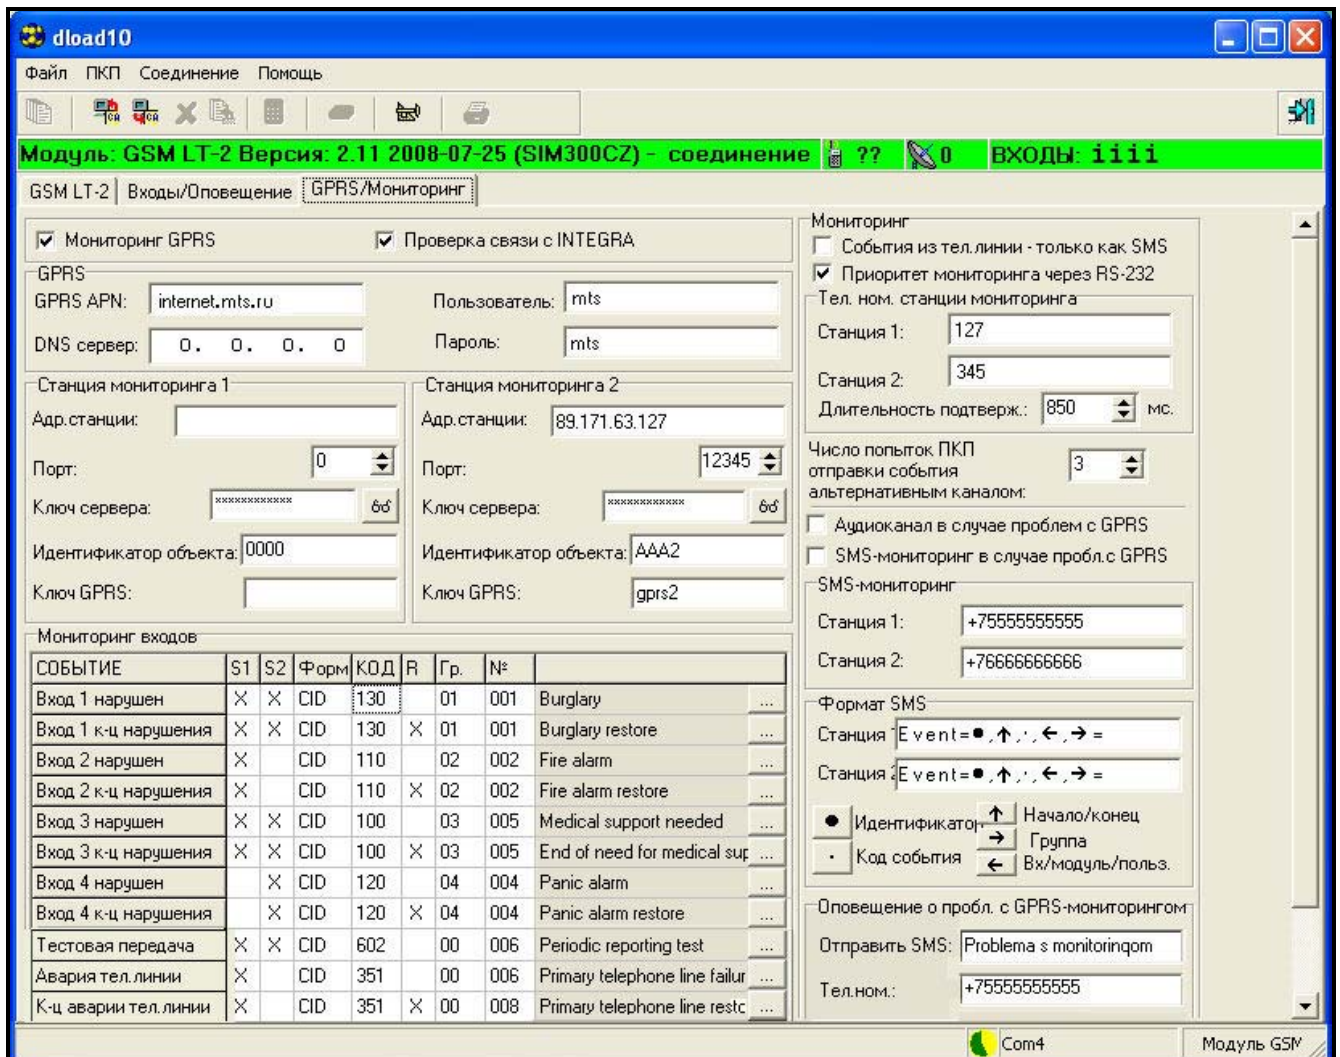 dload10
Файл ПКП Соединение Помощь
Модуль: GSM LT-2 Версия: 2.11 2008-07-25 (SIM300CZ) - соединение ?? 0 ВХОДЫ: iiii
GSM LT-2 Входы/Оповещение GPRS/Мониторинг
Мониторинг GPRS Проверка связи с INTEGRA
GPRS
GPRS APN: internet.mts.ru Пользователь: mts
DNS сервер: 0. 0. 0. 0 Пароль: mts
Станция мониторинга 1
Адр.станции:
Порт: 0
Ключ сервера: xxxxxxxxxxxx
Идентификатор объекта: 0000
Ключ GPRS:
Станция мониторинга 2
Адр.станции: 89.171.63.127
Порт: 12345
Ключ сервера: xxxxxxxxxxxx
Идентификатор объекта: AAA2
Ключ GPRS: gprs2
Мониторинг входов
СОБЫТИЕ S1 S2 Форм КОД R Гр. №
Вход 1 нарушен X X CID 130 01 001 Burglary ...
Вход 1 к-ц нарушения X X CID 130 X 01 001 Burglary restore ...
Вход 2 нарушен X CID 110 02 002 Fire alarm ...
Вход 2 к-ц нарушения X CID 110 X 02 002 Fire alarm restore ...
Вход 3 нарушен X X CID 100 03 005 Medical support needed ...
Вход 3 к-ц нарушения X X CID 100 X 03 005 End of need for medical sup ...
Вход 4 нарушен X CID 120 04 004 Panic alarm ...
Вход 4 к-ц нарушения X CID 120 X 04 004 Panic alarm restore ...
Тестовая передача X X CID 602 00 006 Periodic reporting test ...
Авария тел.линии X CID 351 00 006 Primary telephone line failur ...
К-ц аварии тел.линии X CID 351 X 00 008 Primary telephone line restc ...
Мониторинг
События из тел.линии - только как SMS
Приоритет мониторинга через RS-232
Тел. ном. станции мониторинга
Станция 1: 127
Станция 2: 345
Длительность подтверж.: 850 мс.
Число попыток ПКП
отправки события 3
альтернативным каналом:
Аудиоканал в случае проблем с GPRS
SMS-мониторинг в случае пробл.с GPRS
SMS-мониторинг
Станция 1: +75555555555
Станция 2: +76666666666
Формат SMS
Станция 1 Event=●,↑,·,←,→=
Станция 2 Event=●,↑,·,←,→=
● Идентификатор ↑ Начало/конец
→ Группа
· Код события ← Вх/модуль/польз.
Оповещение о пробл. с GPRS-мониторингом
Отправить SMS: Problema s monitoringom
Тел.ном.: +75555555555
Com4 Модуль GSM